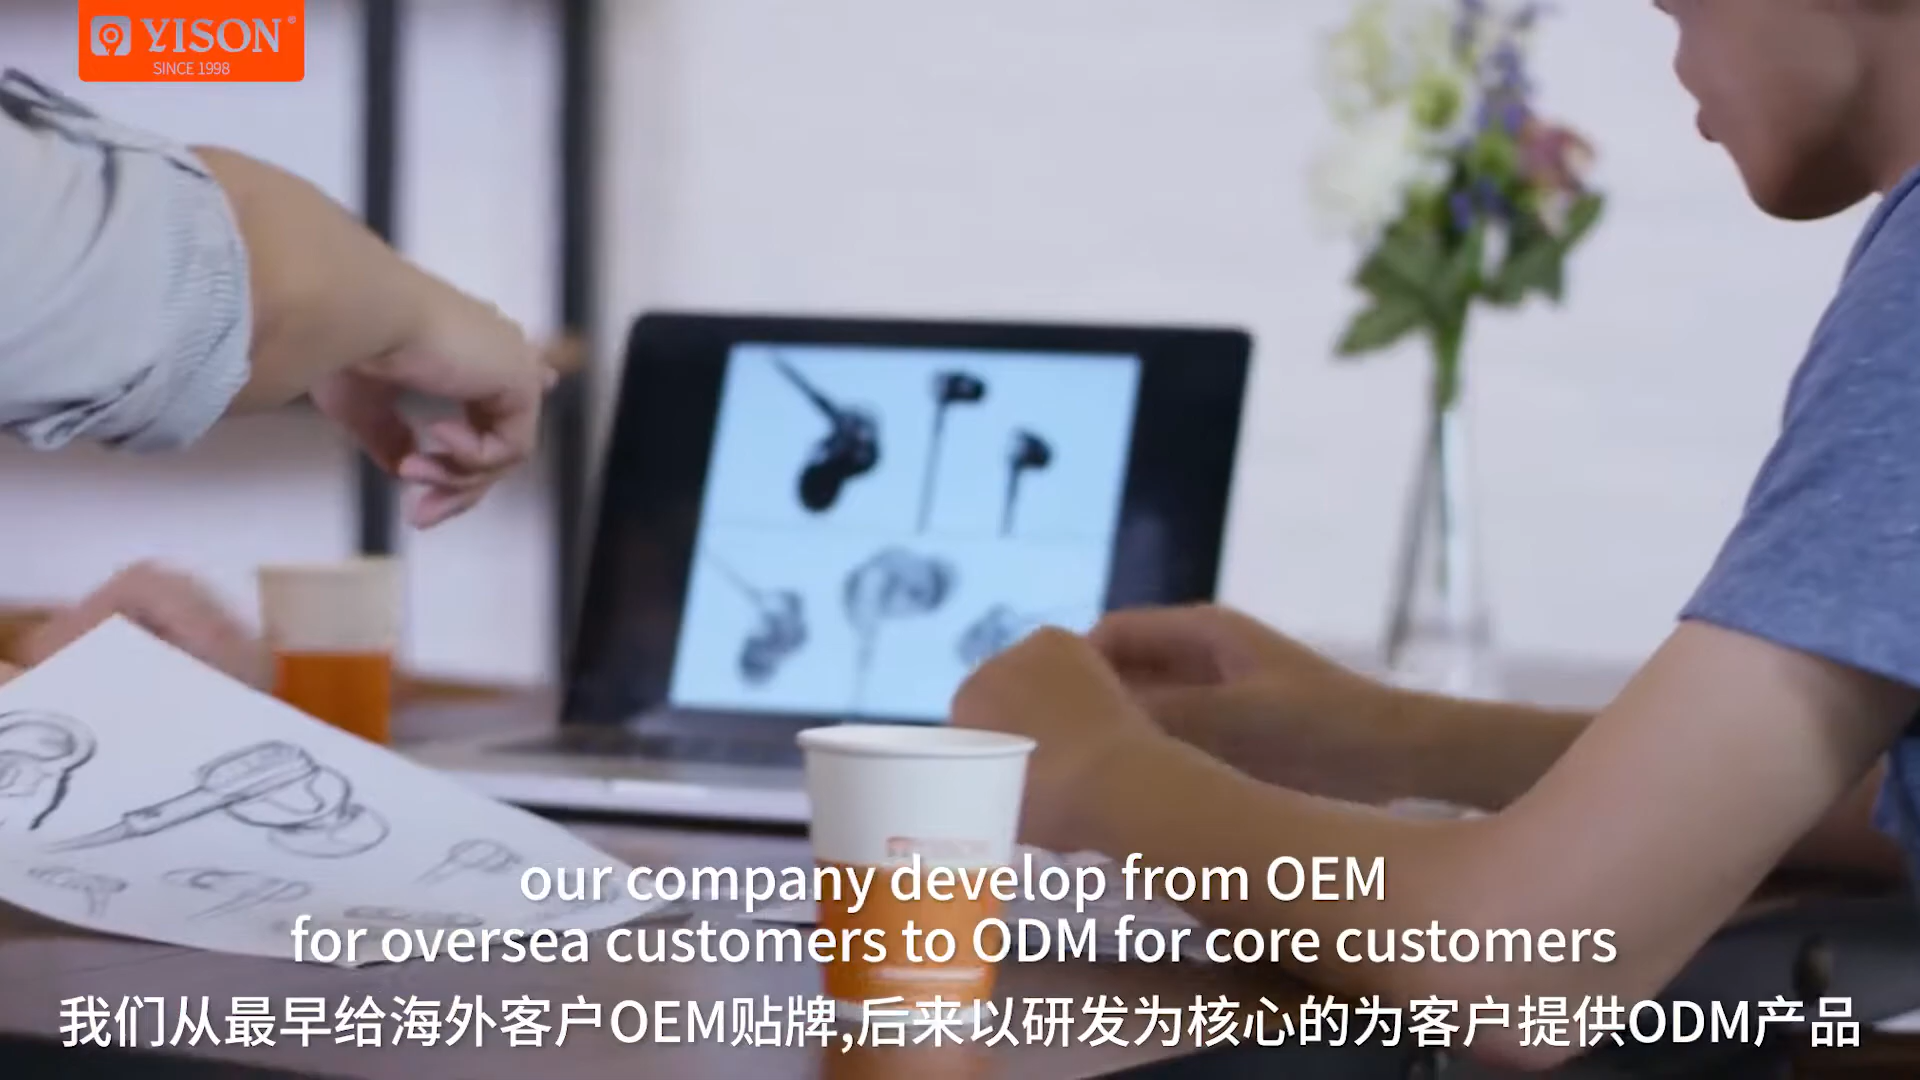 YISON®
SINCE 1998
our company develop from OEM
for oversea customers to ODM for core customers
我们从最早给海外客户OEM贴牌,后来以研发为核心的为客户提供ODM产品